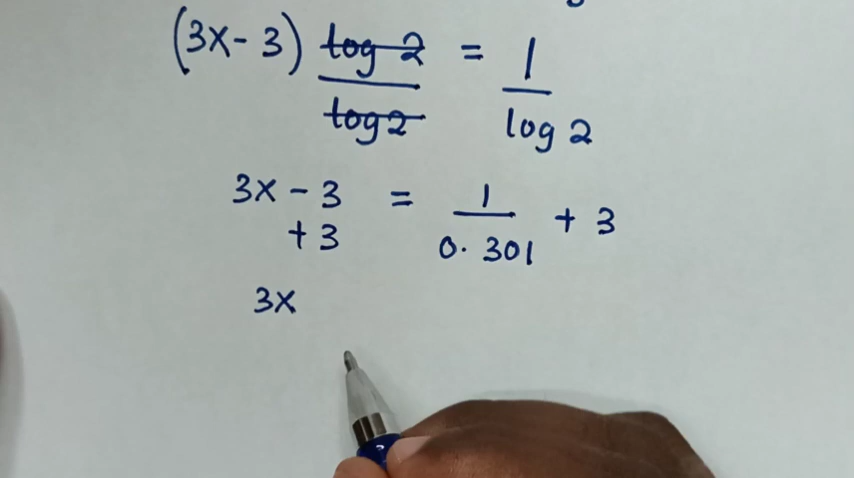 (3x - 3) log 2 / log 2 = 1 / log 2
3x - 3 + 3 = 1 / 0.301 + 3
3x